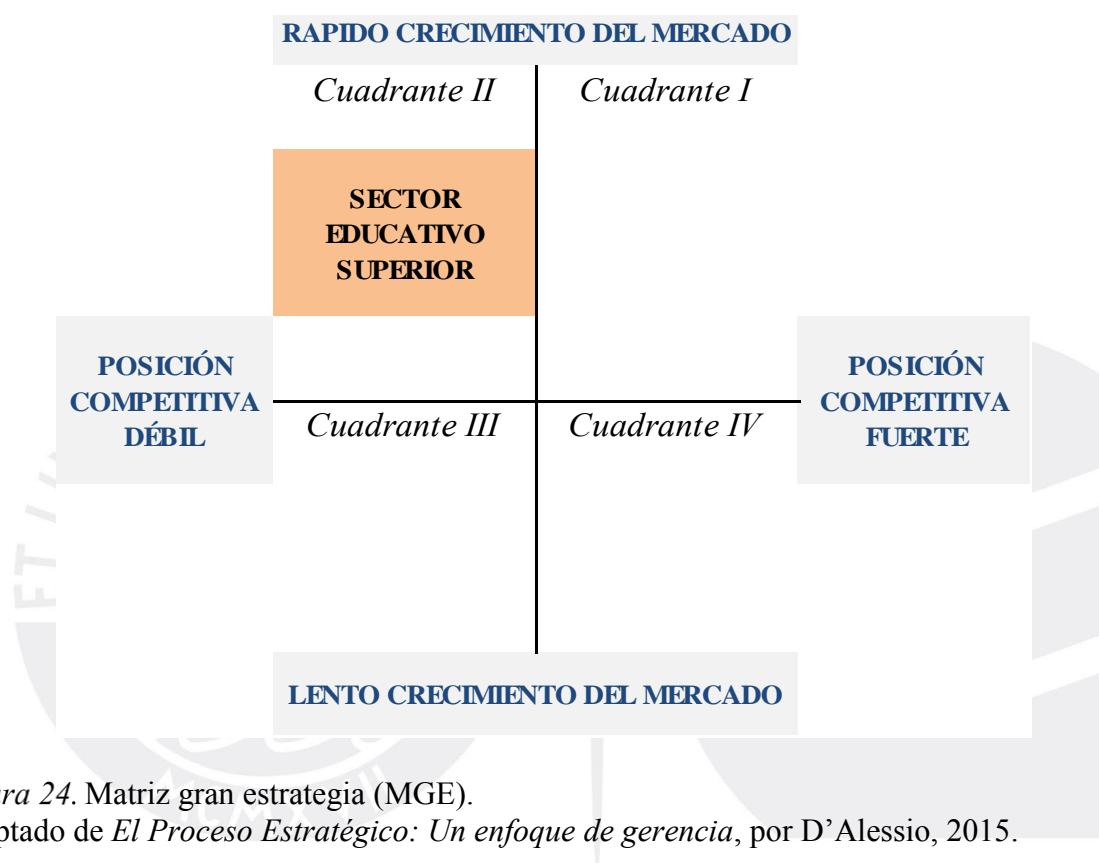 RAPIDO CRECIMIENTO DEL MERCADO
Cuadrante II
Cuadrante I
SECTOR
EDUCATIVO
SUPERIOR
POSICIÓN
COMPETITIVA
DÉBIL
POSICIÓN
COMPETITIVA
FUERTE
Cuadrante III
Cuadrante IV
LENTO CRECIMIENTO DEL MERCADO
ra 24. Matriz gran estrategia (MGE).
ptado de El Proceso Estratégico: Un enfoque de gerencia, por D’Alessio, 2015.